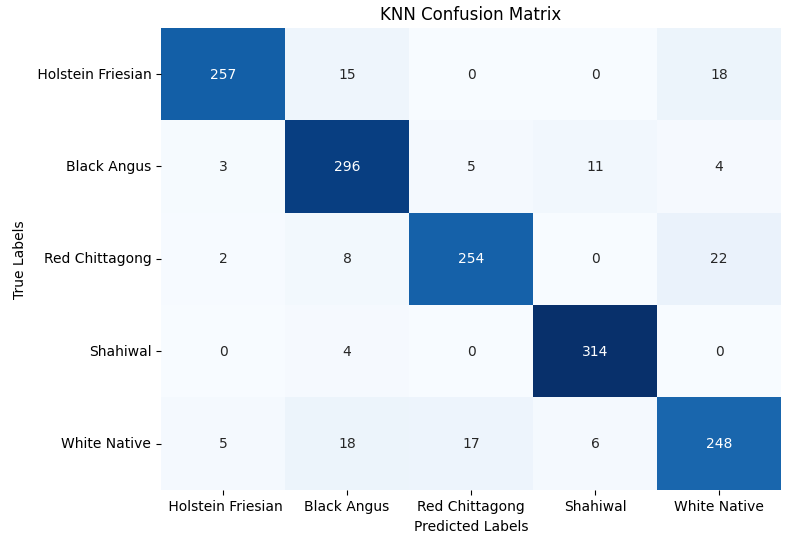 KNN Confusion Matrix
True Labels
Holstein Friesian 257 15 0 0 18
Black Angus 3 296 5 11 4
Red Chittagong 2 8 254 0 22
Shahiwal 0 4 0 314 0
White Native 5 18 17 6 248
Holstein Friesian Black Angus Red Chittagong Shahiwal White Native
Predicted Labels